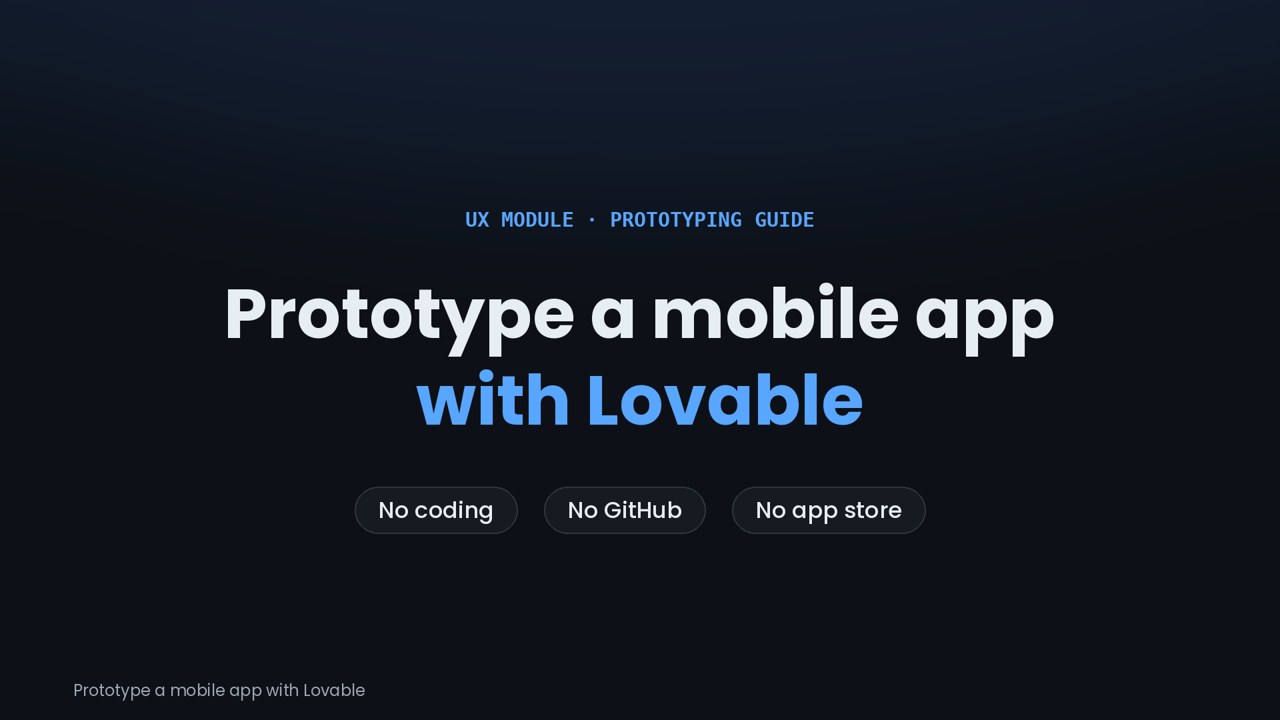 UX MODULE · PROTOTYPING GUIDE
Prototype a mobile app
with Lovable
No coding
No GitHub
No app store
Prototype a mobile app with Lovable